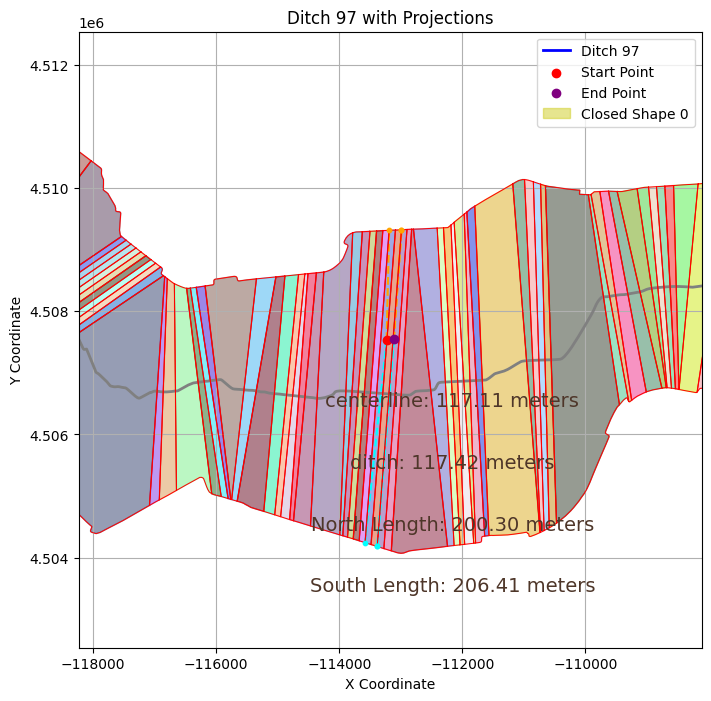 Ditch 97 with Projections
1e6
Ditch 97
Start Point
End Point
Closed Shape 0
4.512
4.510
4.508
4.506
4.504
Y Coordinate
centerline: 117.11 meters
ditch: 117.42 meters
North Length: 200.30 meters
South Length: 206.41 meters
−118000 −116000 −114000 −112000 −110000
X Coordinate